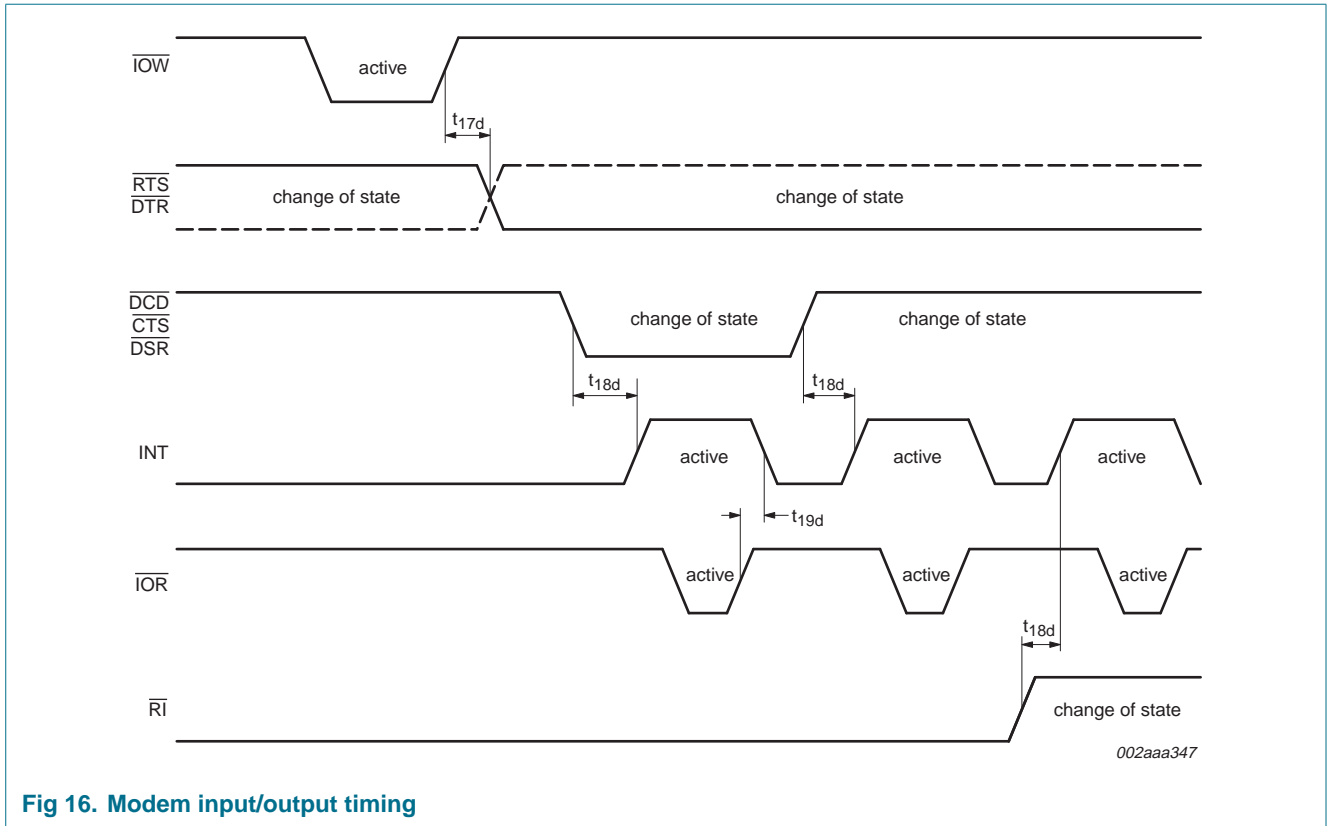 IOW
active
t17d
RTS
DTR
change of state
change of state
DCD
CTS
DSR
change of state
change of state
t18d
t18d
INT
active
active
active
t19d
IOR
active
active
active
t18d
RI
change of state
002aaa347
Fig 16. Modem input/output timing